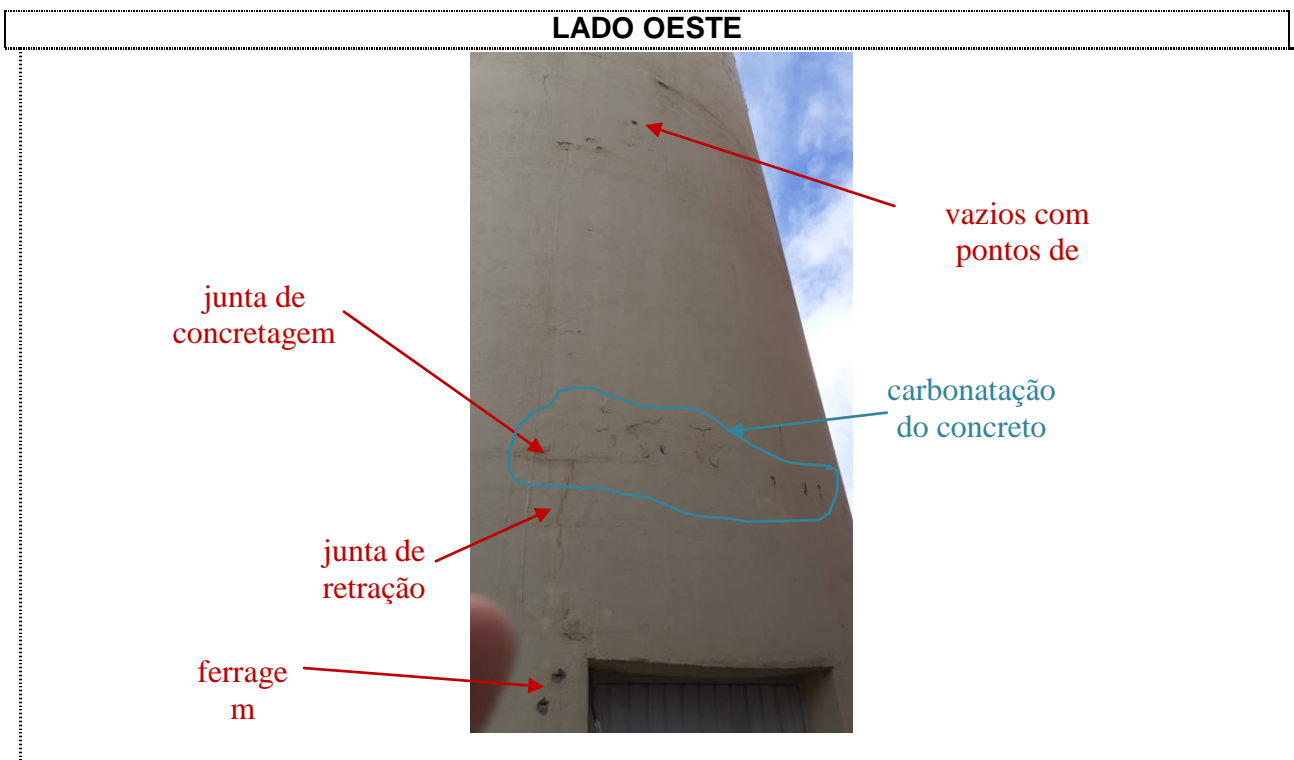 LADO OESTE
vazios com
pontos de
junta de
concretagem
carbonatação
do concreto
junta de
retração
ferrage
m